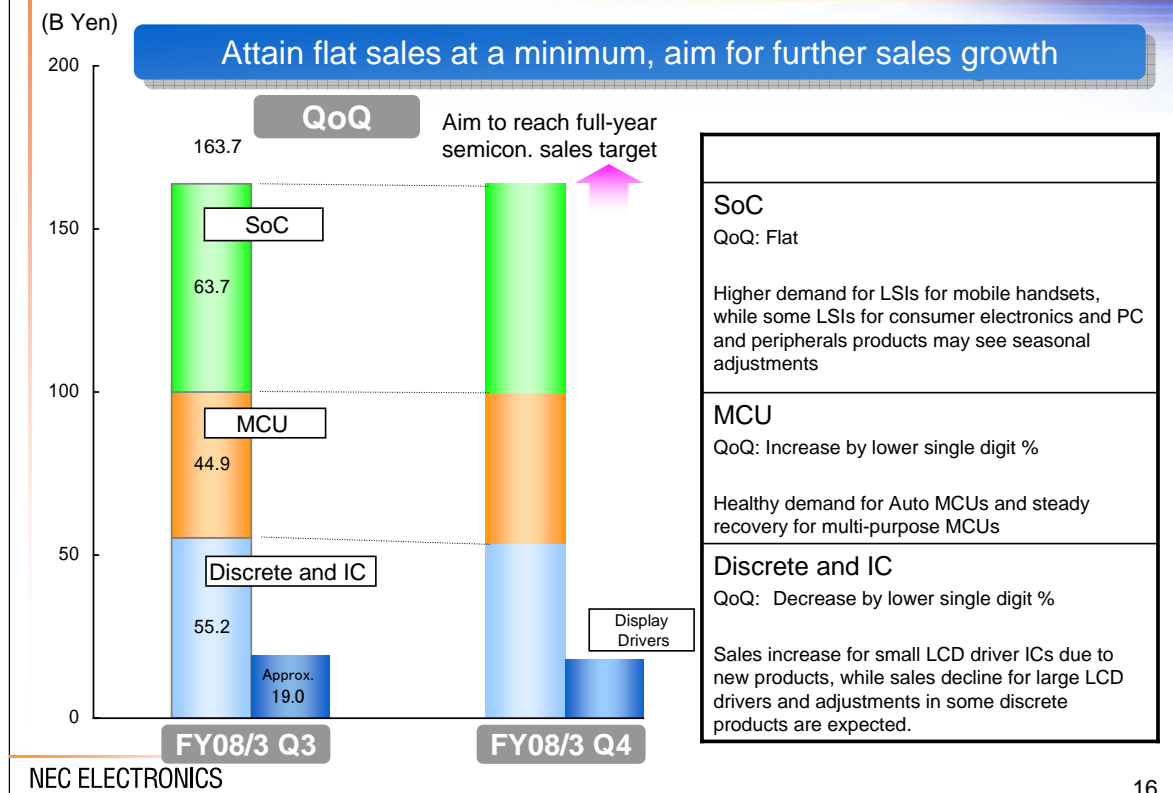 (B Yen)
Attain flat sales at a minimum, aim for further sales growth
200
150
100
50
0
QoQ
Aim to reach full-year
semicon. sales target
163.7
SoC
63.7
MCU
44.9
Discrete and IC
55.2
Approx.
19.0
Display
Drivers
FY08/3 Q3
FY08/3 Q4
SoC
QoQ: Flat
Higher demand for LSIs for mobile handsets,
while some LSIs for consumer electronics and PC
and peripherals products may see seasonal
adjustments
MCU
QoQ: Increase by lower single digit %
Healthy demand for Auto MCUs and steady
recovery for multi-purpose MCUs
Discrete and IC
QoQ: Decrease by lower single digit %
Sales increase for small LCD driver ICs due to
new products, while sales decline for large LCD
drivers and adjustments in some discrete
products are expected.
NEC ELECTRONICS
16